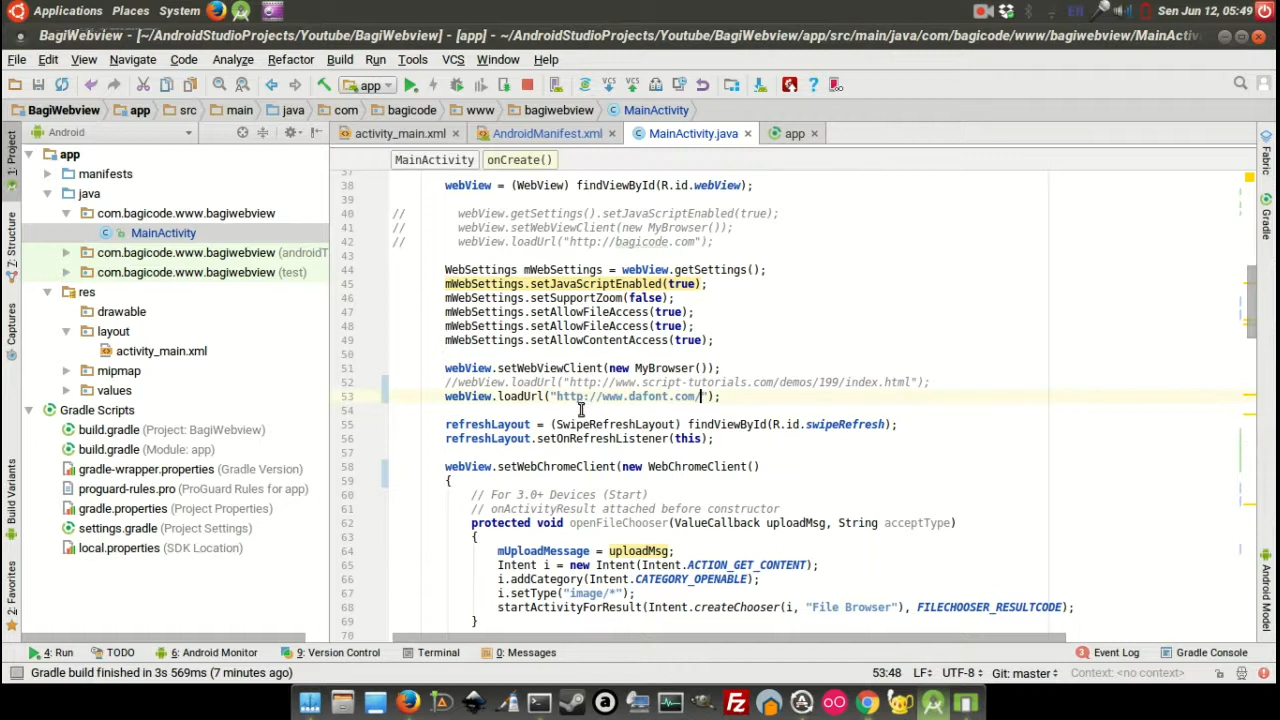 Applications Places System
Sen Jun 12, 05:49
BagiWebview - [~/AndroidStudioProjects/Youtube/BagiWebview] - [app] - ~/AndroidStudioProjects/Youtube/BagiWebview/app/src/main/java/com/bagicode/www/bagiwebview/MainActiv
File Edit View Navigate Code Analyze Refactor Build Run Tools VCS Window Help
app
BagiWebview app src main java com bagicode www bagiwebview MainActivity
Android
activity_main.xml AndroidManifest.xml MainActivity.java app
MainActivity onCreate()
1: Project
7: Structure
Captures
Build Variants
2: Favorites
app
manifests
java
com.bagicode.www.bagiwebview
MainActivity
com.bagicode.www.bagiwebview (androidT
com.bagicode.www.bagiwebview (test)
res
drawable
layout
activity_main.xml
mipmap
values
Gradle Scripts
build.gradle (Project: BagiWebview)
build.gradle (Module: app)
gradle-wrapper.properties (Gradle Version)
proguard-rules.pro (ProGuard Rules for app)
gradle.properties (Project Properties)
settings.gradle (Project Settings)
local.properties (SDK Location)
37
38 webView = (WebView) findViewById(R.id.webView);
39
40 // webView.getSettings().setJavaScriptEnabled(true);
41 // webView.setWebViewClient(new MyBrowser());
42 // webView.loadUrl("http://bagicode.com");
43
44 WebSettings mWebSettings = webView.getSettings();
45 mWebSettings.setJavaScriptEnabled(true);
46 mWebSettings.setSupportZoom(false);
47 mWebSettings.setAllowFileAccess(true);
48 mWebSettings.setAllowFileAccess(true);
49 mWebSettings.setAllowContentAccess(true);
50
51 webView.setWebViewClient(new MyBrowser());
52 //webView.loadUrl("http://www.script-tutorials.com/demos/199/index.html");
53 webView.loadUrl("http://www.dafont.com/");
54
55 refreshLayout = (SwipeRefreshLayout) findViewById(R.id.swipeRefresh);
56 refreshLayout.setOnRefreshListener(this);
57
58 webView.setWebChromeClient(new WebChromeClient()
59 {
60 // For 3.0+ Devices (Start)
61 // onActivityResult attached before constructor
62 protected void openFileChooser(ValueCallback uploadMsg, String acceptType)
63 {
64 mUploadMessage = uploadMsg;
65 Intent i = new Intent(Intent.ACTION_GET_CONTENT);
66 i.addCategory(Intent.CATEGORY_OPENABLE);
67 i.setType("image/*");
68 startActivityForResult(Intent.createChooser(i, "File Browser"), FILECHOOSER_RESULTCODE);
69 }
70
Fabric
Gradle
Android Model
4: Run TODO 6: Android Monitor 9: Version Control Terminal 0: Messages Event Log Gradle Console
Gradle build finished in 3s 569ms (7 minutes ago) 53:48 LF÷ UTF-8÷ Git: master÷ Context: <no context>